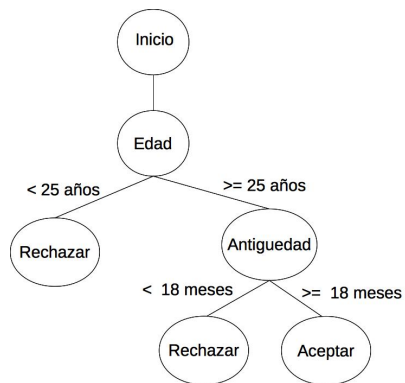 Inicio
Edad
< 25 años
>= 25 años
Rechazar
Antiguedad
< 18 meses
>= 18 meses
Rechazar
Aceptar